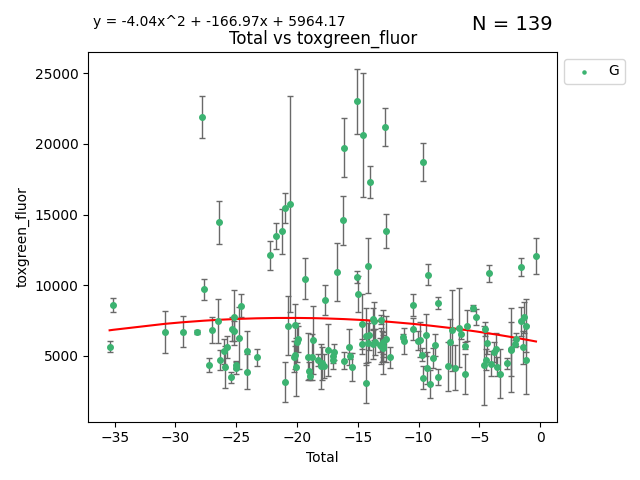 y = -4.04x^2 + -166.97x + 5964.17
N = 139
Total vs toxgreen_fluor
G
25000
20000
15000
10000
5000
toxgreen_fluor
−35 −30 −25 −20 −15 −10 −5 0
Total